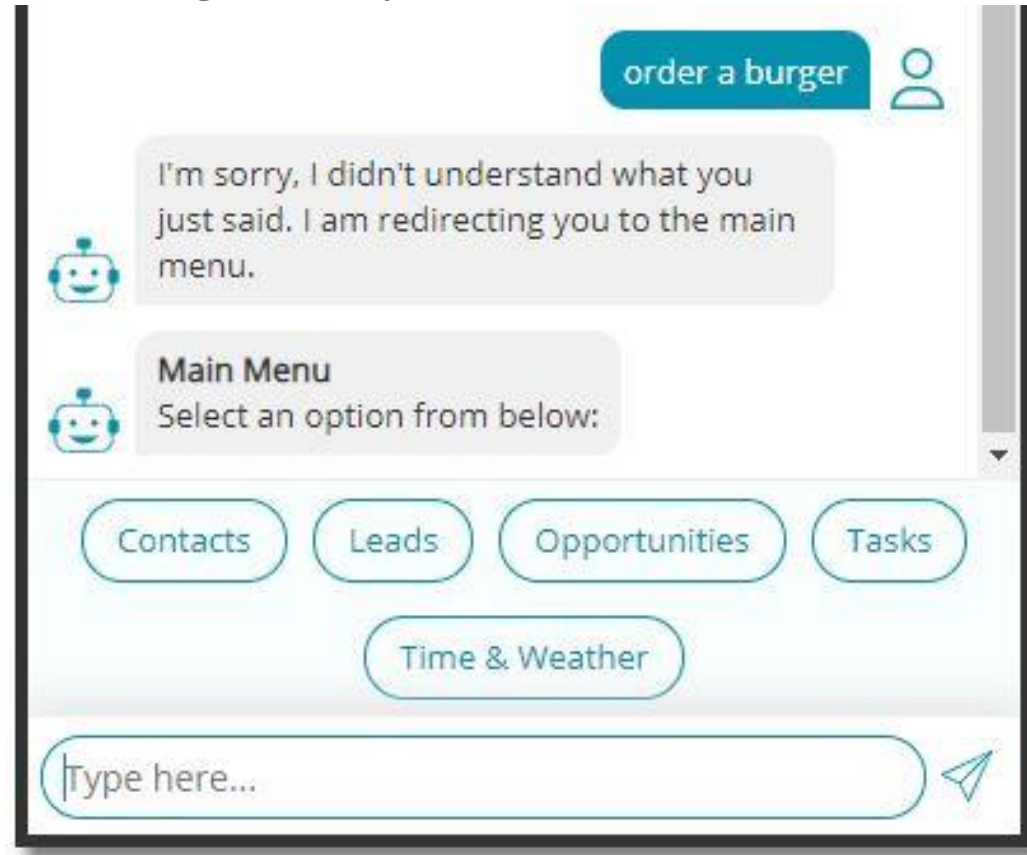 order a burger
I'm sorry, I didn't understand what you
just said. I am redirecting you to the main
menu.
Main Menu
Select an option from below:
Contacts
Leads
Opportunities
Tasks
Time & Weather
Type here...